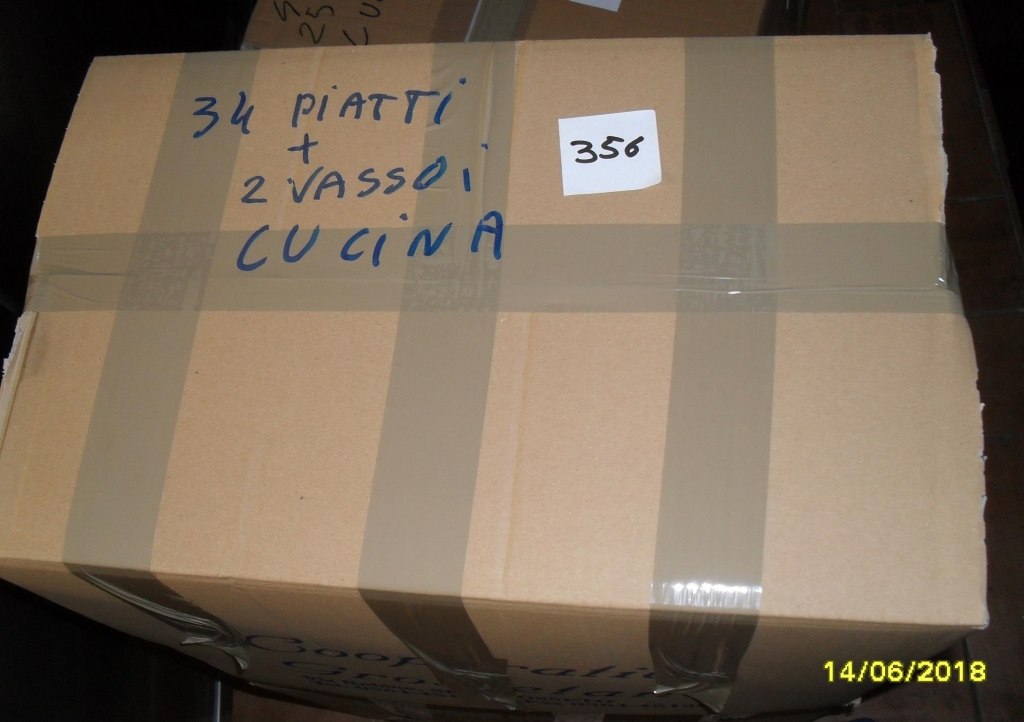 34 PiATTi
+
2 VASSOi
CUCiNA
356
14/06/2018